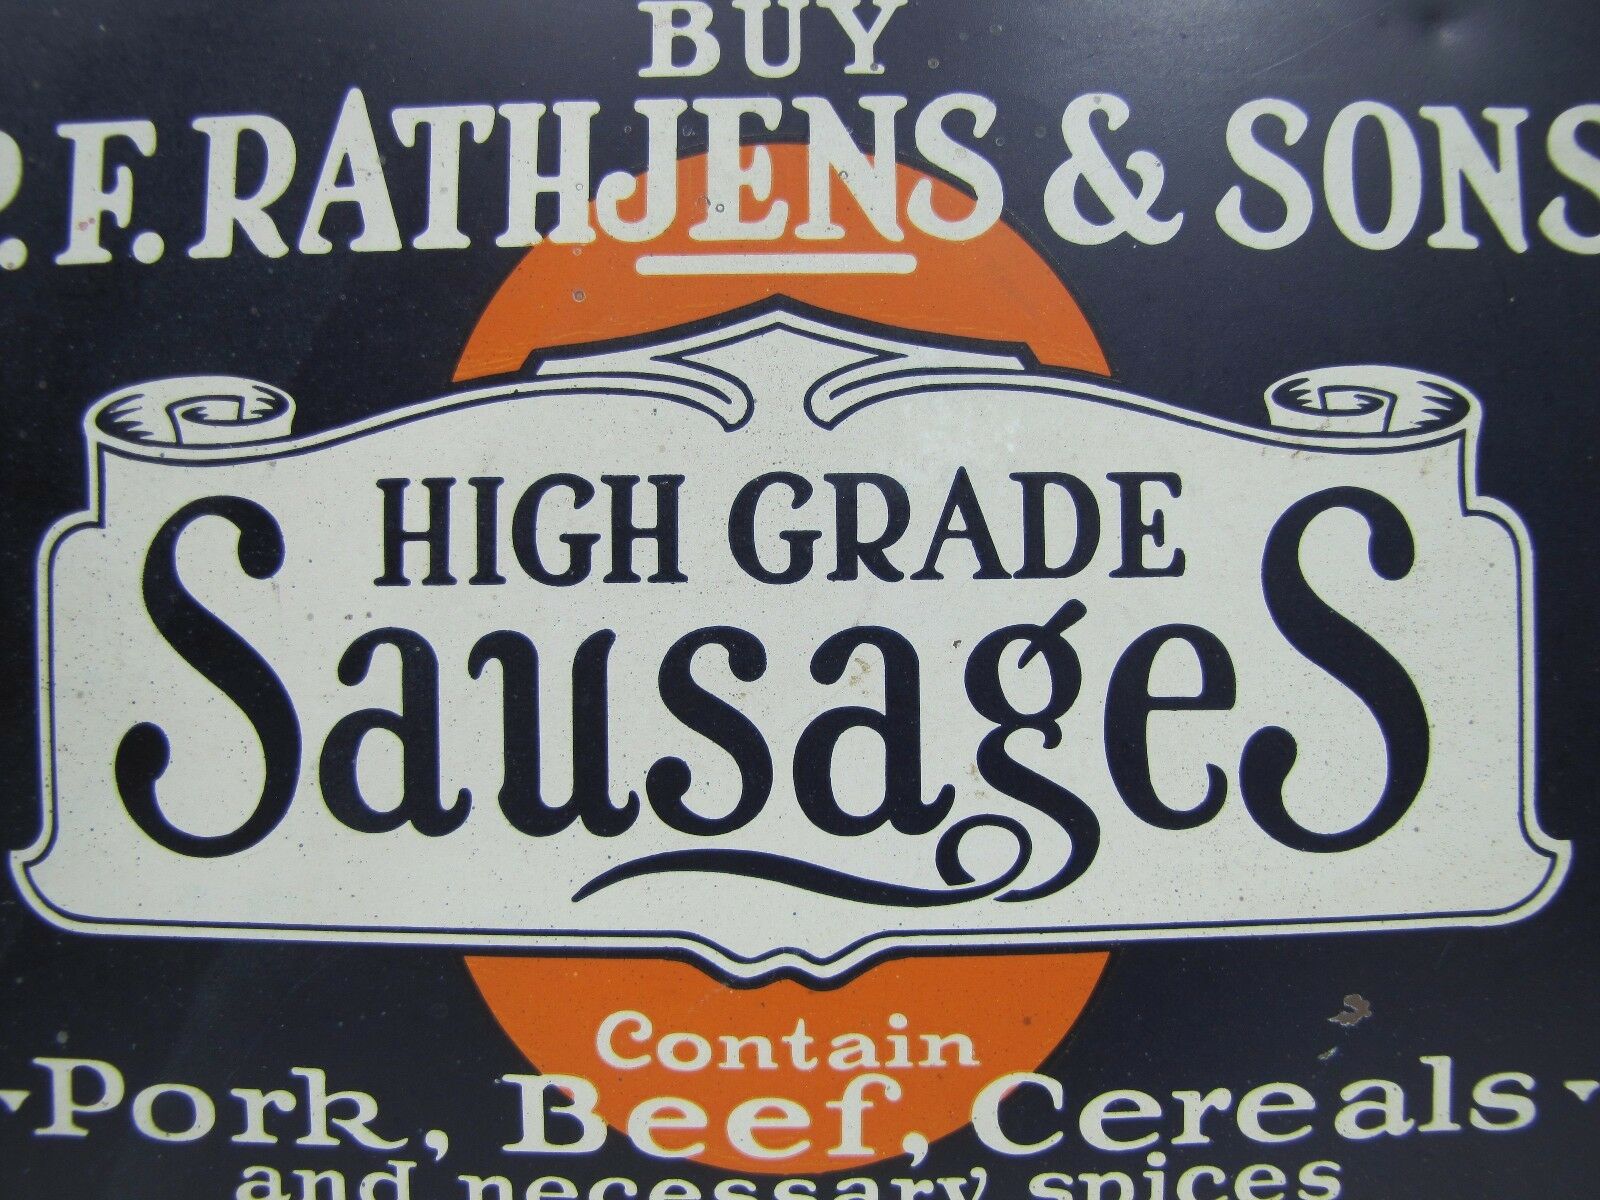 BUY
F. RATHJENS & SONS
HIGH GRADE
SausageS
Contain
Pork, Beef, Cereals
and necessary spices